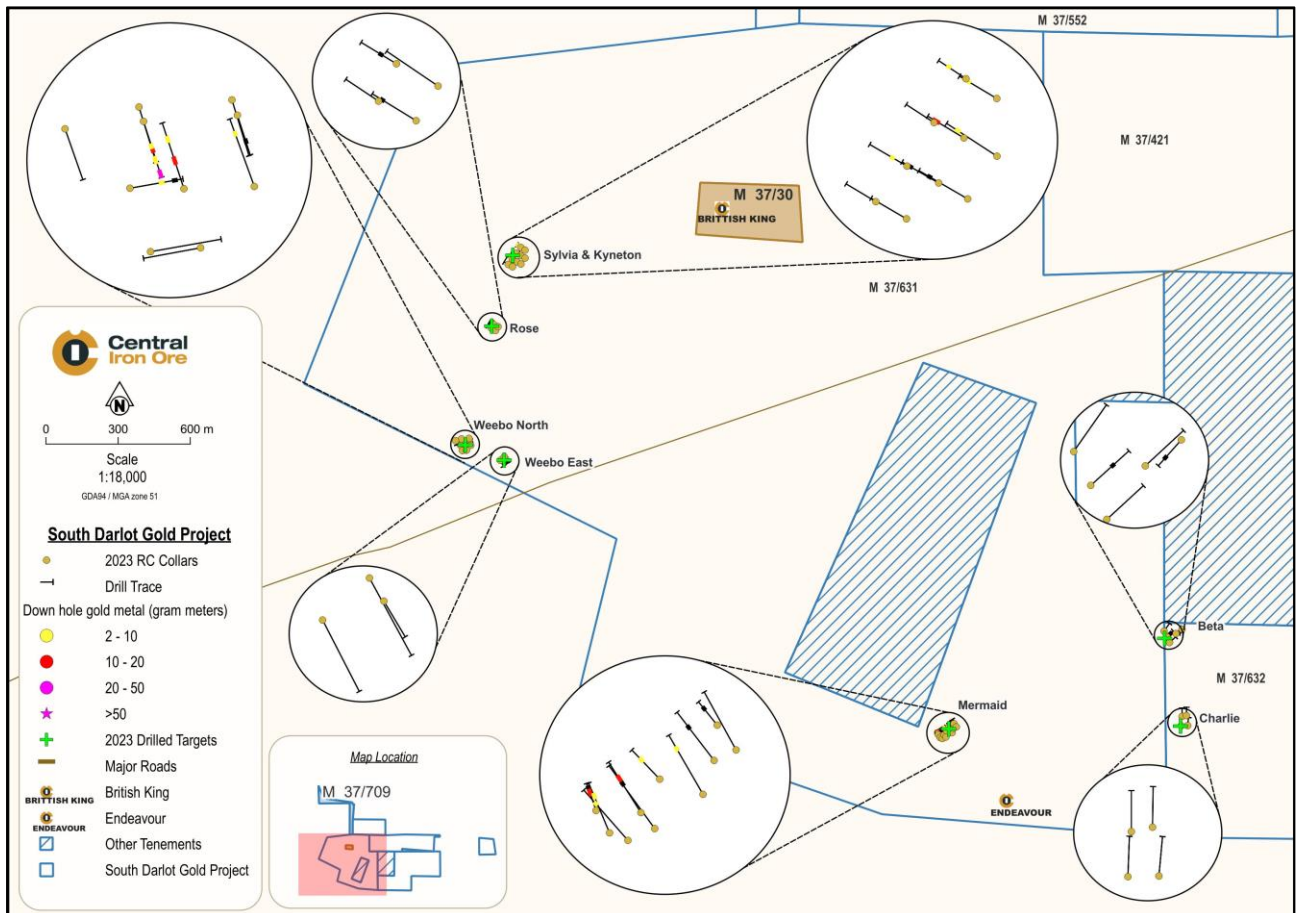 M 37/552
M 37/421
M 37/30
BRITTISH KING
Sylvia & Kyneton
M 37/631
Rose
Central
Iron Ore
N
0 300 600 m
Scale
1:18,000
GDA94 / MGA zone 51
South Darlot Gold Project
2023 RC Collars
Drill Trace
Down hole gold metal (gram meters)
2 - 10
10 - 20
20 - 50
>50
2023 Drilled Targets
Major Roads
BRITTISH KING British King
ENDEAVOUR Endeavour
Other Tenements
South Darlot Gold Project
Weebo North
Weebo East
Beta
M 37/632
Mermaid
Charlie
Map Location
M 37/709
ENDEAVOUR